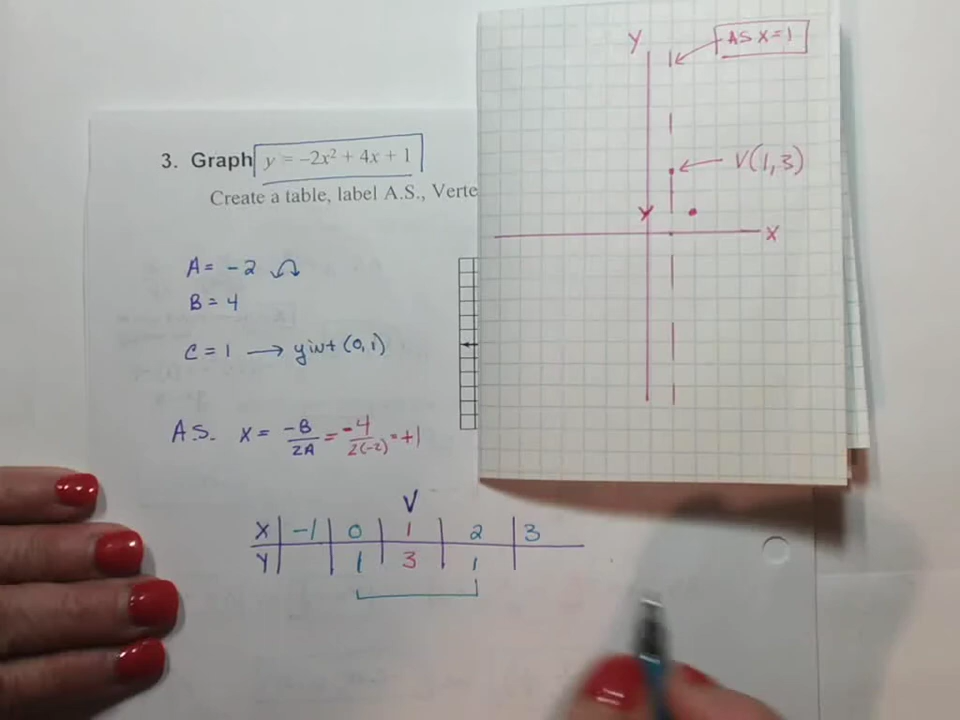 3. Graph y = −2x² + 4x + 1
Create a table, label A.S., Verte
A = -2
B = 4
C = 1 → yint (0,1)
A.S. X = -B/2A = -4/2(-2) = +1
V
X | -1 | 0 | 1 | 2 | 3
Y | | 1 | 3 | 1 |
Y
AS X=1
V(1,3)
X